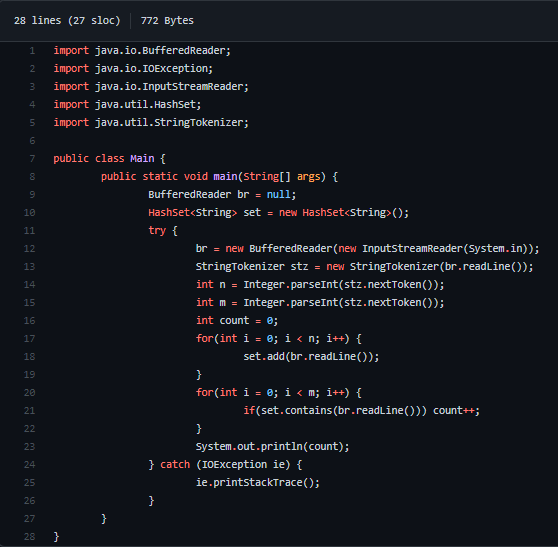 28 lines (27 sloc) 772 Bytes
1 import java.io.BufferedReader;
2 import java.io.IOException;
3 import java.io.InputStreamReader;
4 import java.util.HashSet;
5 import java.util.StringTokenizer;
6
7 public class Main {
8 public static void main(String[] args) {
9 BufferedReader br = null;
10 HashSet<String> set = new HashSet<String>();
11 try {
12 br = new BufferedReader(new InputStreamReader(System.in));
13 StringTokenizer stz = new StringTokenizer(br.readLine());
14 int n = Integer.parseInt(stz.nextToken());
15 int m = Integer.parseInt(stz.nextToken());
16 int count = 0;
17 for(int i = 0; i < n; i++) {
18 set.add(br.readLine());
19 }
20 for(int i = 0; i < m; i++) {
21 if(set.contains(br.readLine())) count++;
22 }
23 System.out.println(count);
24 } catch (IOException ie) {
25 ie.printStackTrace();
26 }
27 }
28 }